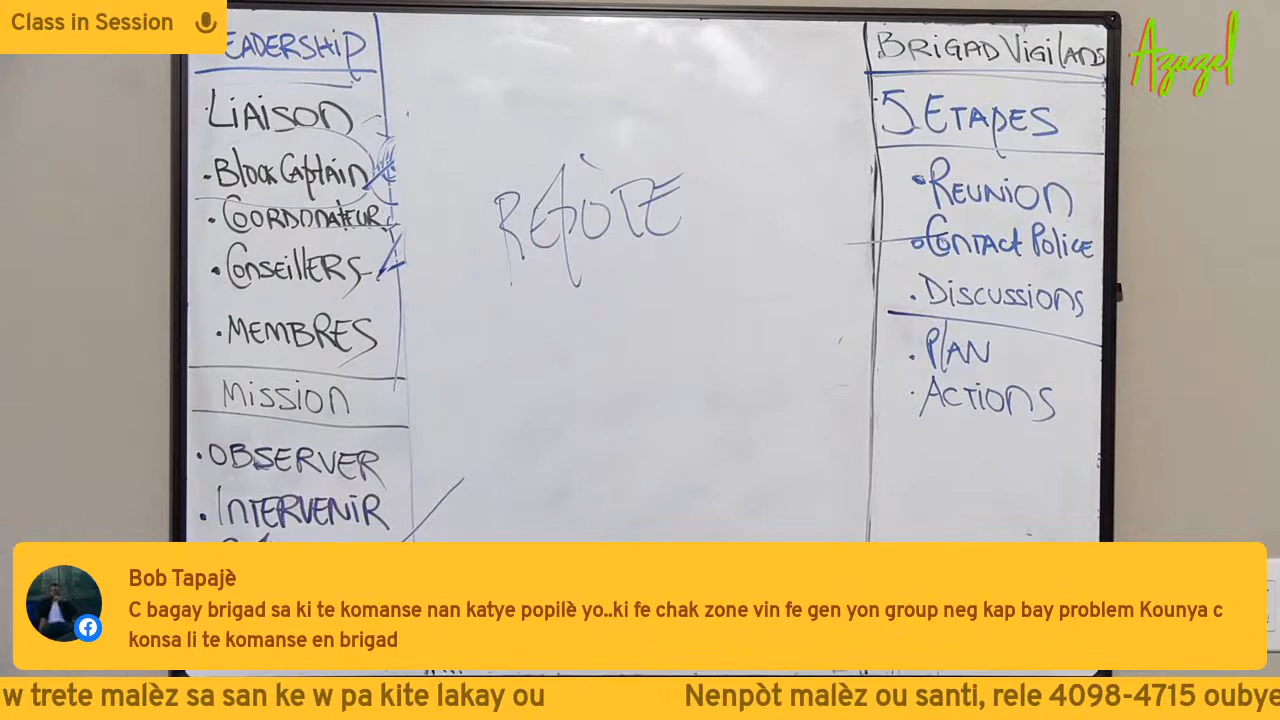 Class in Session
LEADERSHiP
LiAiSON
• Block CAptAin
• COORDONATEUR
• CONSEillERS
• MEMBRES
Mission
• OBSERVER
• INTERVENiR
REPÒTE
BRiGAD ViGiLANS
5 ETAPES
• REUNiON
• CONTACT Police
• Discussions
• PlAN
• ACTiONS
Azazel
Bob Tapajè
C bagay brigad sa ki te komanse nan katye popilè yo..ki fe chak zone vin fe gen yon group neg kap bay problem Kounya c
konsa li te komanse en brigad
w trete malèz sa san ke w pa kite lakay ou Nenpòt malèz ou santi, rele 4098-4715 oubye